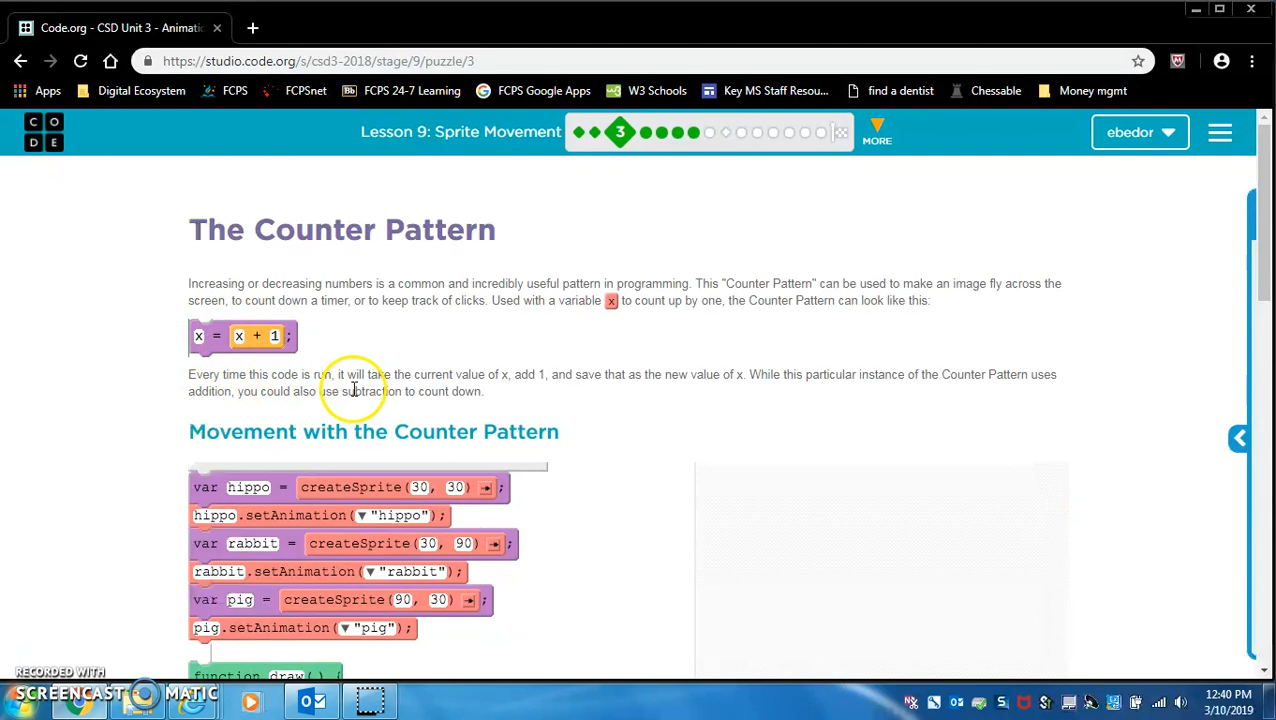 Code.org - CSD Unit 3 - Animati
https://studio.code.org/s/csd3-2018/stage/9/puzzle/3
Apps Digital Ecosystem FCPS FCPSnet Bb FCPS 24-7 Learning FCPS Google Apps W3 Schools Key MS Staff Resou... find a dentist Chessable Money mgmt
C O
D E
Lesson 9: Sprite Movement 3 MORE ebedor
The Counter Pattern
Increasing or decreasing numbers is a common and incredibly useful pattern in programming. This "Counter Pattern" can be used to make an image fly across the
screen, to count down a timer, or to keep track of clicks. Used with a variable x to count up by one, the Counter Pattern can look like this:
x = x + 1 ;
Every time this code is run, it will take the current value of x, add 1, and save that as the new value of x. While this particular instance of the Counter Pattern uses
addition, you could also use subtraction to count down.
Movement with the Counter Pattern
var hippo = createSprite(30, 30) ;
hippo.setAnimation(▼"hippo");
var rabbit = createSprite(30, 90) ;
rabbit.setAnimation(▼"rabbit");
var pig = createSprite(90, 30) ;
pig.setAnimation(▼"pig");
function draw() {
RECORDED WITH
SCREENCAST MATIC
12:40 PM
3/10/2019